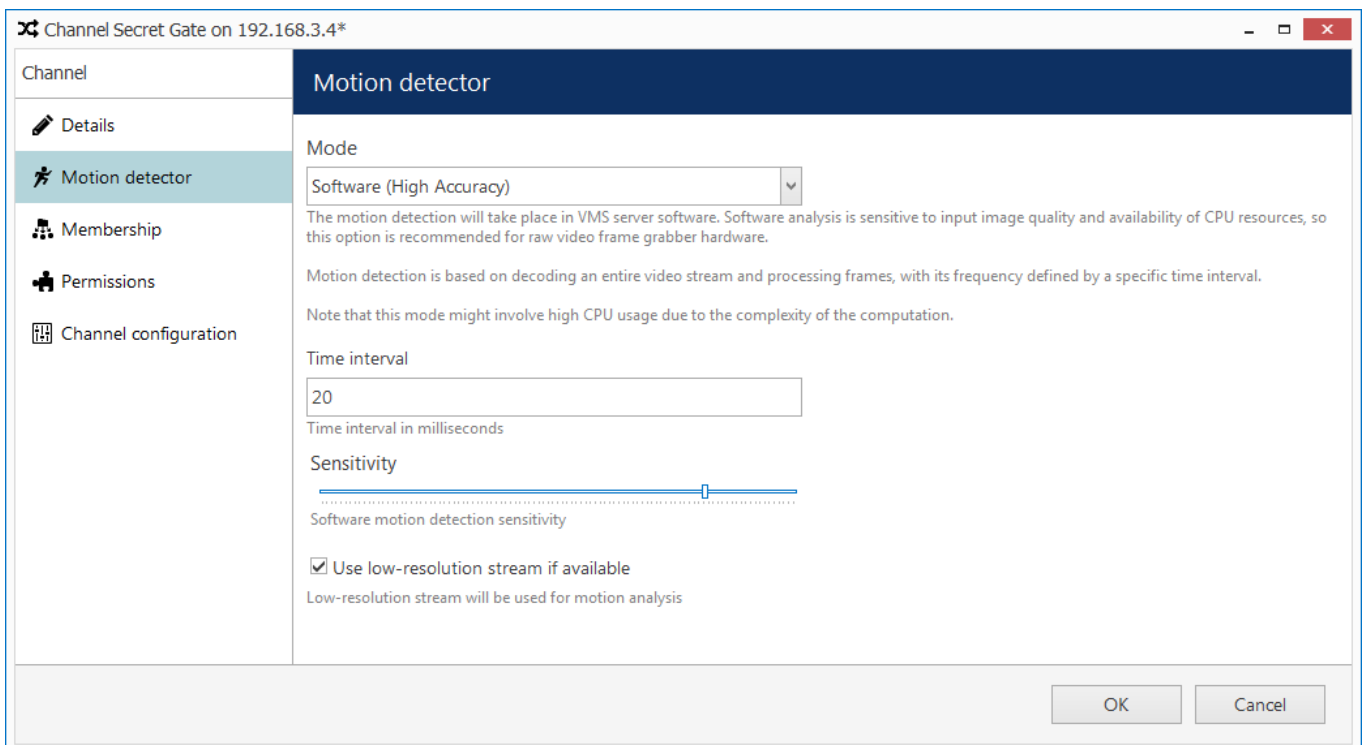 Channel Secret Gate on 192.168.3.4*
Channel
Details
Motion detector
Membership
Permissions
Channel configuration
Motion detector
Mode
Software (High Accuracy)
The motion detection will take place in VMS server software. Software analysis is sensitive to input image quality and availability of CPU resources, so
this option is recommended for raw video frame grabber hardware.
Motion detection is based on decoding an entire video stream and processing frames, with its frequency defined by a specific time interval.
Note that this mode might involve high CPU usage due to the complexity of the computation.
Time interval
20
Time interval in milliseconds
Sensitivity
Software motion detection sensitivity
Use low-resolution stream if available
Low-resolution stream will be used for motion analysis
OK
Cancel